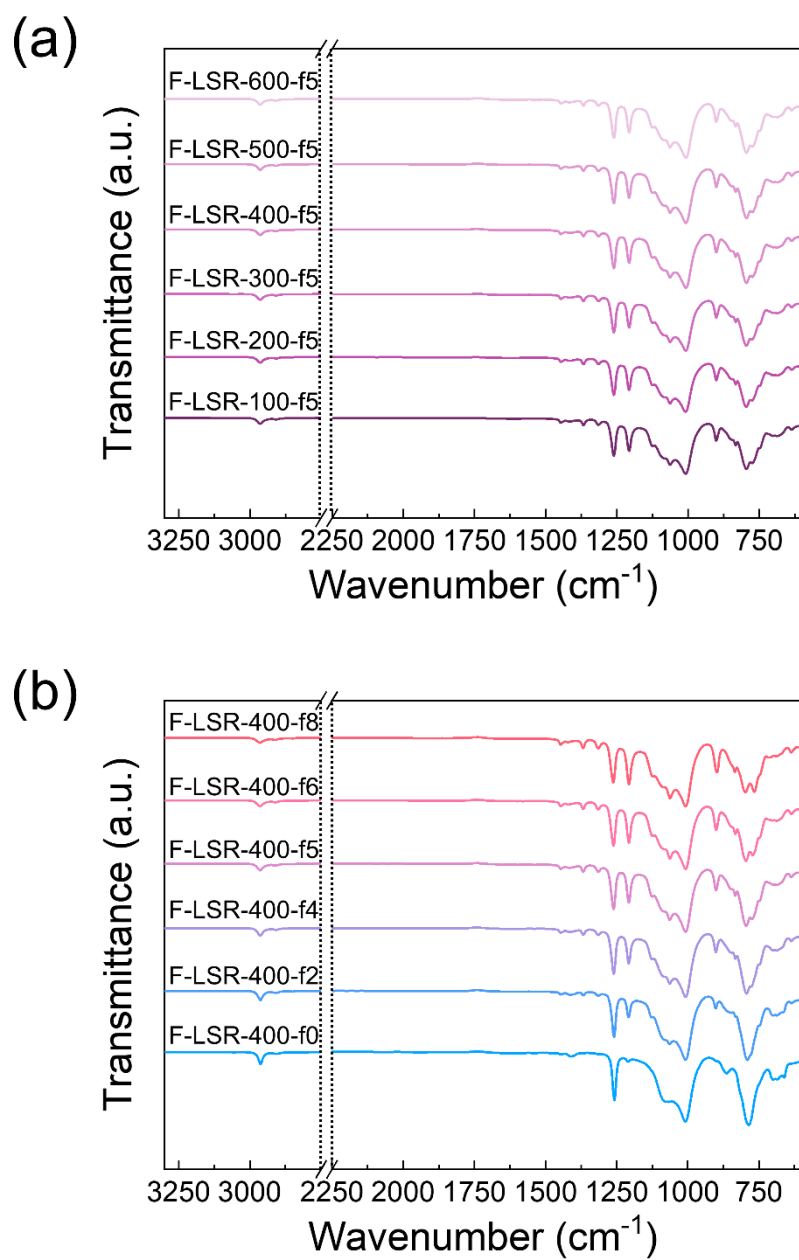 (a)
Transmittance (a.u.)
F-LSR-600-f5
F-LSR-500-f5
F-LSR-400-f5
F-LSR-300-f5
F-LSR-200-f5
F-LSR-100-f5
3250 3000 2250 2250 2000 1750 1500 1250 1000 750
Wavenumber (cm⁻¹)
(b)
Transmittance (a.u.)
F-LSR-400-f8
F-LSR-400-f6
F-LSR-400-f5
F-LSR-400-f4
F-LSR-400-f2
F-LSR-400-f0
3250 3000 2250 2250 2000 1750 1500 1250 1000 750
Wavenumber (cm⁻¹)